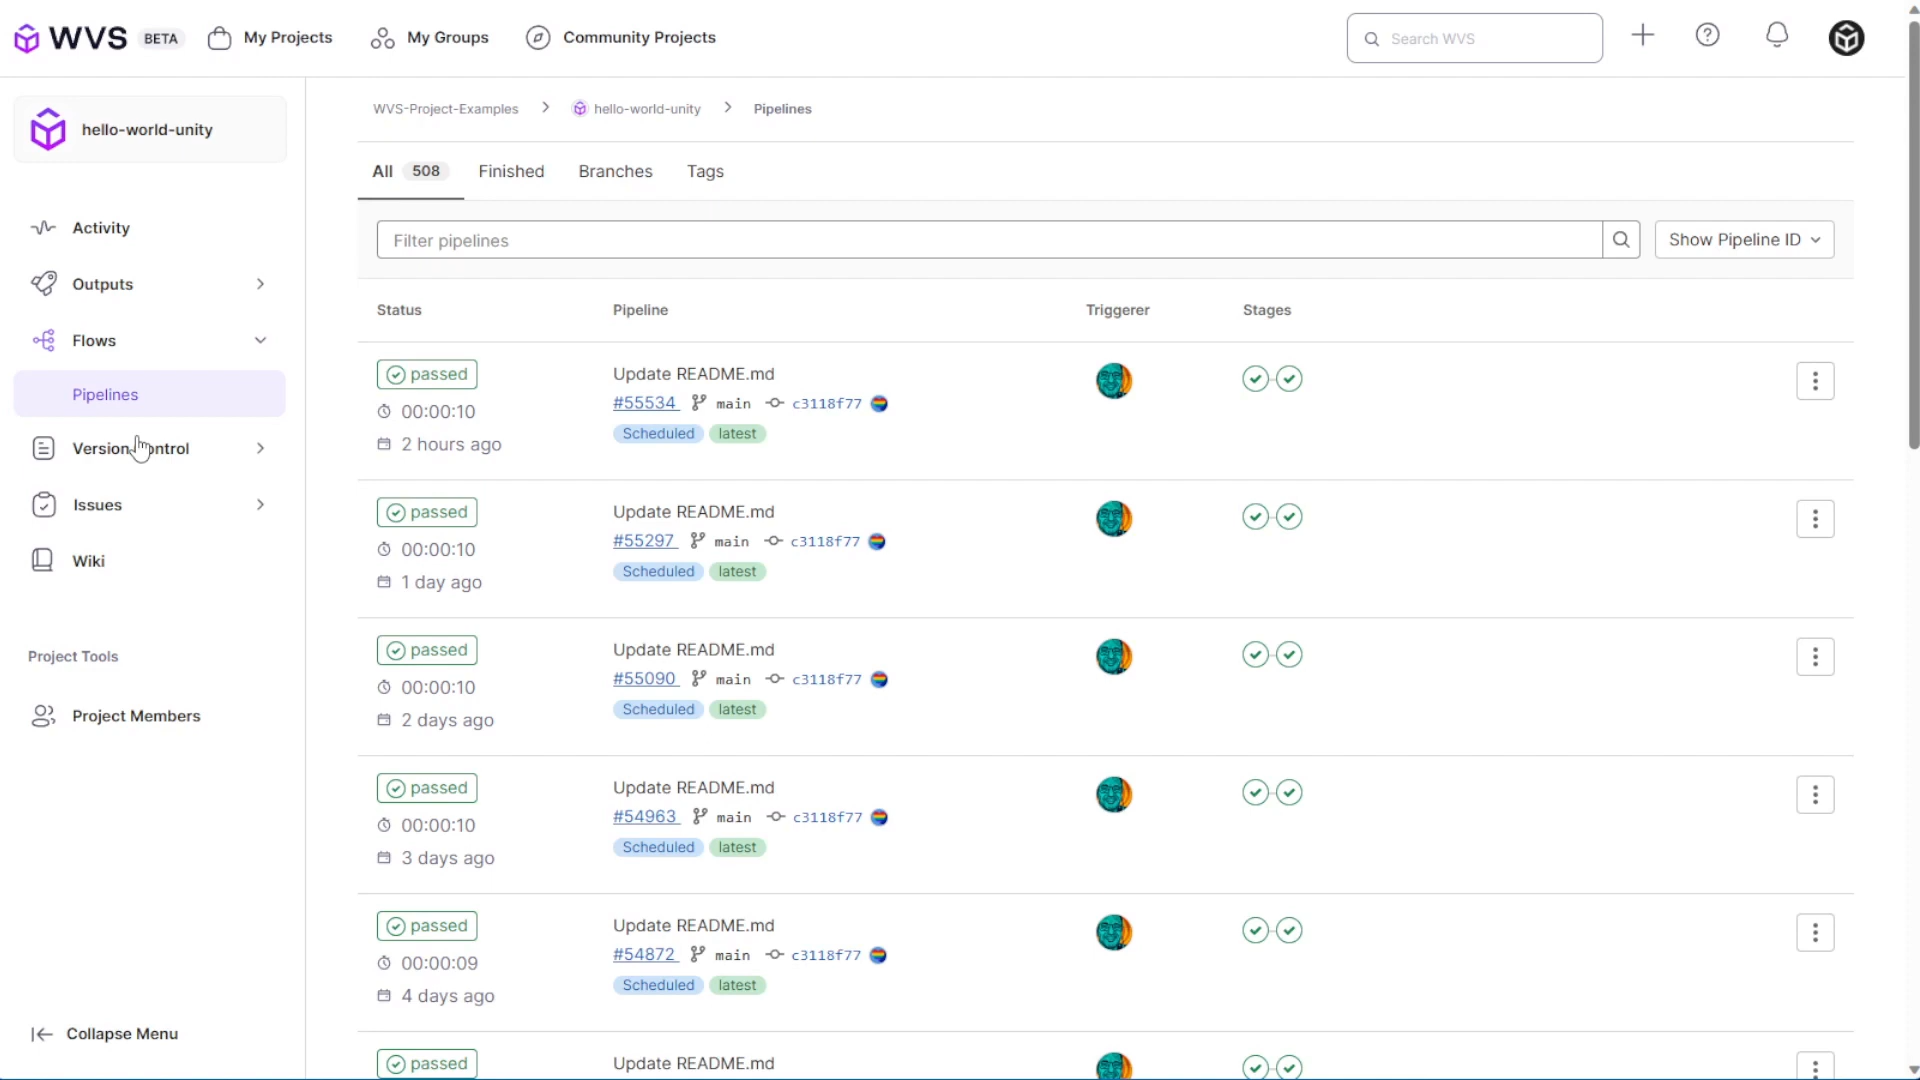 WVS BETA My Projects My Groups Community Projects Search WVS
hello-world-unity
Activity
Outputs
Flows
Pipelines
Version Control
Issues
Wiki
Project Tools
Project Members
Collapse Menu
WVS-Project-Examples > hello-world-unity > Pipelines
All 508 Finished Branches Tags
Filter pipelines Show Pipeline ID
Status Pipeline Triggerer Stages
passed Update README.md
00:00:10 #55534 main c3118f77
2 hours ago Scheduled latest
passed Update README.md
00:00:10 #55297 main c3118f77
1 day ago Scheduled latest
passed Update README.md
00:00:10 #55090 main c3118f77
2 days ago Scheduled latest
passed Update README.md
00:00:10 #54963 main c3118f77
3 days ago Scheduled latest
passed Update README.md
00:00:09 #54872 main c3118f77
4 days ago Scheduled latest
passed Update README.md